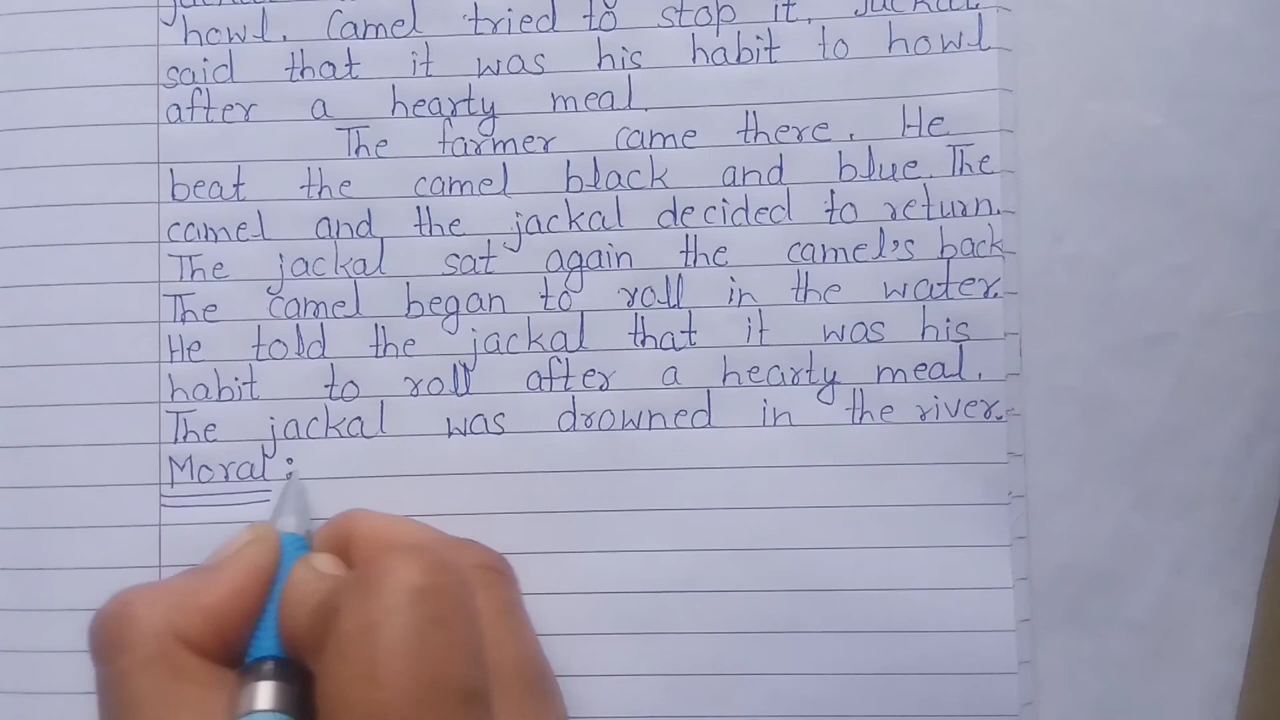 howl. Camel tried to stop it. Jackal
said that it was his habit to howl
after a hearty meal.
The farmer came there. He
beat the camel black and blue. The
camel and the jackal decided to return.
The jackal sat again the camel's back
The camel began to roll in the water.
He told the jackal that it was his
habit to roll after a hearty meal.
The jackal was drowned in the river.
Moral :